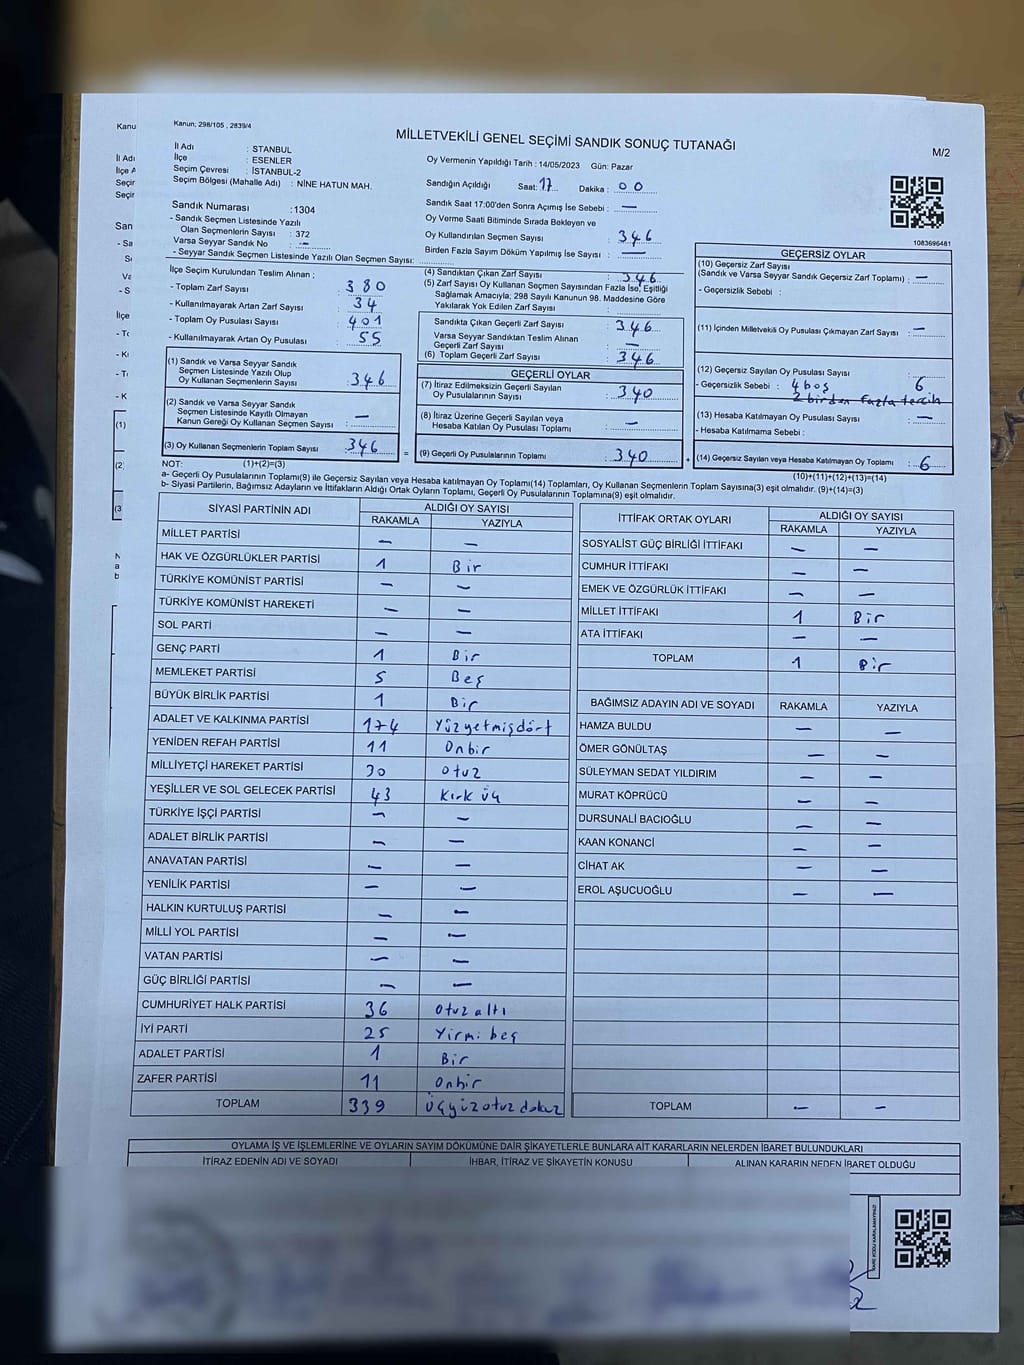 Kanun; 298/105 , 2839/4
MİLLETVEKİLİ GENEL SEÇİMİ SANDIK SONUÇ TUTANAĞI
M/2
İl Adı : STANBUL
İlçe : ESENLER
Seçim Çevresi : İSTANBUL-2
Seçim Bölgesi (Mahalle Adı) : NİNE HATUN MAH.
Oy Vermenin Yapıldığı Tarih : 14/05/2023 Gün: Pazar
Sandığın Açıldığı Saat: 17 Dakika : 00
Sandık Saat 17:00'den Sonra Açımış İse Sebebi : —
Oy Verme Saati Bitiminde Sırada Bekleyen ve
Oy Kullandırılan Seçmen Sayısı : 346
Birden Fazla Sayım Döküm Yapılmış İse Sayısı : —
Sandık Numarası :1304
- Sandık Seçmen Listesinde Yazılı
Olan Seçmenlerin Sayısı : 372
Varsa Seyyar Sandık No : —
- Seyyar Sandık Seçmen Listesinde Yazılı Olan Seçmen Sayısı:
1083696481
İlçe Seçim Kurulundan Teslim Alınan ;
- Toplam Zarf Sayısı : 380
- Kullanılmayarak Artan Zarf Sayısı : 34
- Toplam Oy Pusulası Sayısı : 401
- Kullanılmayarak Artan Oy Pusulası : 55
(1) Sandık ve Varsa Seyyar Sandık
Seçmen Listesinde Yazılı Olup
Oy Kullanan Seçmenlerin Sayısı : 346
(2) Sandık ve Varsa Seyyar Sandık
Seçmen Listesinde Kayıtlı Olmayan
Kanun Gereği Oy Kullanan Seçmen Sayısı : —
(3) Oy Kullanan Seçmenlerin Toplam Sayısı : 346
(1)+(2)=(3)
(4) Sandıktan Çıkan Zarf Sayısı : 346
(5) Zarf Sayısı Oy Kullanan Seçmen Sayısından Fazla İse, Eşitliği
Sağlamak Amacıyla, 298 Sayılı Kanunun 98. Maddesine Göre
Yakılarak Yok Edilen Zarf Sayısı :
Sandıkta Çıkan Geçerli Zarf Sayısı : 346
Varsa Seyyar Sandıktan Teslim Alınan
Geçerli Zarf Sayısı : —
(6) Toplam Geçerli Zarf Sayısı : 346
GEÇERLİ OYLAR
(7) İtiraz Edilmeksizin Geçerli Sayılan
Oy Pusulalarının Sayısı : 340
(8) İtiraz Üzerine Geçerli Sayılan veya
Hesaba Katılan Oy Pusulası Toplamı : —
= (9) Geçerli Oy Pusulalarının Toplamı : 340 +
GEÇERSİZ OYLAR
(10) Geçersiz Zarf Sayısı
(Sandık ve Varsa Seyyar Sandık Geçersiz Zarf Toplamı) : —
- Geçersizlik Sebebi :
(11) İçinden Milletvekili Oy Pusulası Çıkmayan Zarf Sayısı : —
(12) Geçersiz Sayılan Oy Pusulası Sayısı : 6
- Geçersizlik Sebebi : 4 boş
2 birden fazla tercih
(13) Hesaba Katılmayan Oy Pusulası Sayısı : —
- Hesaba Katılmama Sebebi :
(14) Geçersiz Sayılan veya Hesaba Katılmayan Oy Toplamı : 6
(10)+(11)+(12)+(13)=(14)
NOT:
a- Geçerli Oy Pusulaları Toplamı(9) ile Geçersiz Sayılan veya Hesaba katılmayan Oy Toplamı(14) Toplamları, Oy Kullanan Seçmenlerin Toplam Sayısına(3) eşit olmalıdır.
b- Siyasi Partilerin, Bağımsız Adayların ve İttifakların Aldığı Ortak Oyların Toplamı, Geçerli Oy Pusulalarının Toplamına(9) eşit olmalıdır. (9)+(14)=(3)
SİYASİ PARTİNİN ADI ALDIĞI OY SAYISI
RAKAMLA YAZIYLA
MİLLET PARTİSİ — —
HAK VE ÖZGÜRLÜKLER PARTİSİ 1 Bir
TÜRKİYE KOMÜNİST PARTİSİ — —
TÜRKİYE KOMÜNİST HAREKETİ — —
SOL PARTİ — —
GENÇ PARTİ 1 Bir
MEMLEKET PARTİSİ 5 Beş
BÜYÜK BİRLİK PARTİSİ 1 Bir
ADALET VE KALKINMA PARTİSİ 174 Yüzyetmişdört
YENİDEN REFAH PARTİSİ 11 Onbir
MİLLİYETÇİ HAREKET PARTİSİ 30 otuz
YEŞİLLER VE SOL GELECEK PARTİSİ 43 Kırk üç
TÜRKİYE İŞÇİ PARTİSİ — —
ADALET BİRLİK PARTİSİ — —
ANAVATAN PARTİSİ — —
YENİLİK PARTİSİ — —
HALKIN KURTULUŞ PARTİSİ — —
MİLLİ YOL PARTİSİ — —
VATAN PARTİSİ — —
GÜÇ BİRLİĞİ PARTİSİ — —
CUMHURİYET HALK PARTİSİ 36 Otuz altı
İYİ PARTİ 25 Yirmi beş
ADALET PARTİSİ 1 Bir
ZAFER PARTİSİ 11 Onbir
TOPLAM 339 üçyüz otuz dokuz
İTTİFAK ORTAK OYLARI ALDIĞI OY SAYISI
RAKAMLA YAZIYLA
SOSYALİST GÜÇ BİRLİĞİ İTTİFAKI — —
CUMHUR İTTİFAKI — —
EMEK VE ÖZGÜRLÜK İTTİFAKI — —
MİLLET İTTİFAKI 1 Bir
ATA İTTİFAKI — —
TOPLAM 1 Bir
BAĞIMSIZ ADAYIN ADI VE SOYADI RAKAMLA YAZIYLA
HAMZA BULDU — —
ÖMER GÖNÜLTAŞ — —
SÜLEYMAN SEDAT YILDIRIM — —
MURAT KÖPRÜCÜ — —
DURSUNALİ BACIOĞLU — —
KAAN KONANCİ — —
CİHAT AK — —
EROL AŞUCUOĞLU — —
TOPLAM — —
OYLAMA İŞ VE İŞLEMLERİNE VE OYLARIN SAYIM DÖKÜMÜNE DAİR ŞİKAYETLERLE BUNLARA AİT KARARLARIN NELERDEN İBARET BULUNDUKLARI
İTİRAZ EDENİN ADI VE SOYADI İHBAR, İTİRAZ VE ŞİKAYETİN KONUSU ALINAN KARARIN NEDEN İBARET OLDUĞU